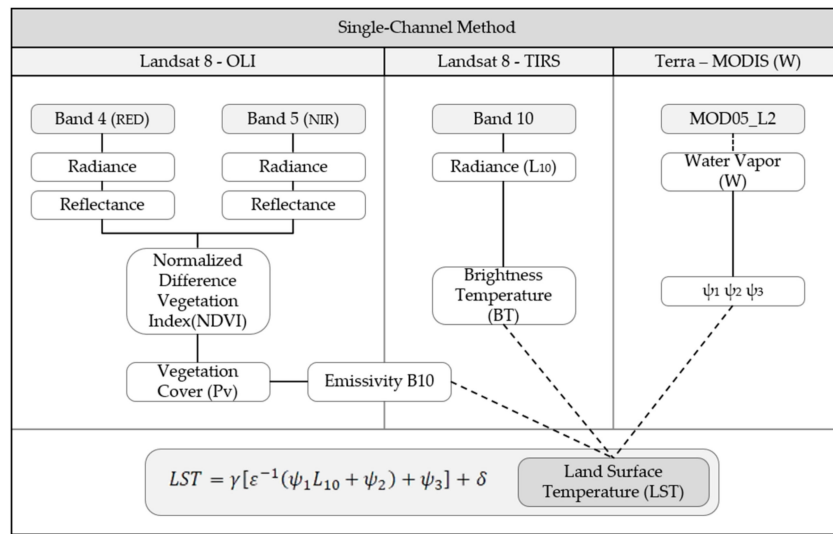 Single-Channel Method
Landsat 8 - OLI
Landsat 8 - TIRS
Terra – MODIS (W)
Band 4 (RED)
Band 5 (NIR)
Band 10
MOD05_L2
Radiance
Radiance
Radiance (L₁₀)
Water Vapor
(W)
Reflectance
Reflectance
Normalized
Difference
Vegetation
Index(NDVI)
Brightness
Temperature
(BT)
ψ₁ ψ₂ ψ₃
Vegetation
Cover (Pv)
Emissivity B10
LST = γ[ε⁻¹(ψ₁L₁₀ + ψ₂) + ψ₃] + δ
Land Surface
Temperature (LST)